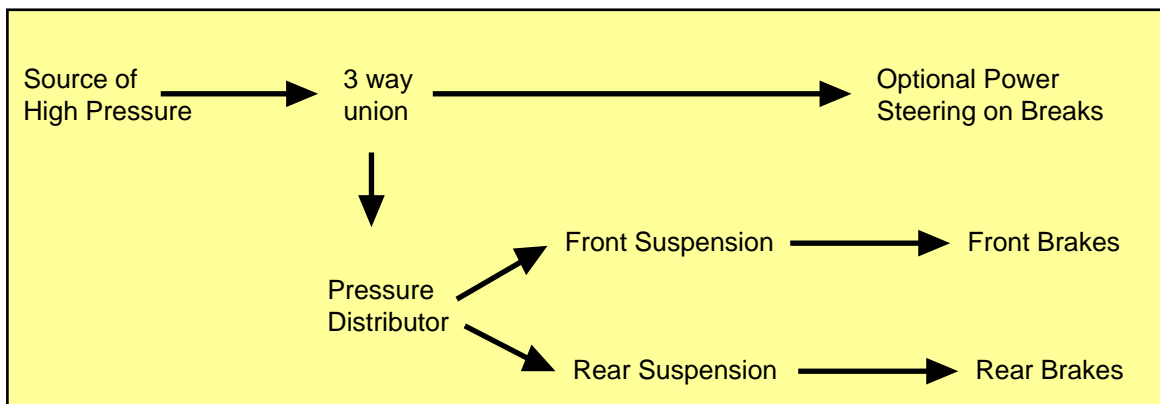 Source of
High Pressure
3 way
union
Optional Power
Steering on Breaks
Front Suspension
Front Brakes
Pressure
Distributor
Rear Suspension
Rear Brakes